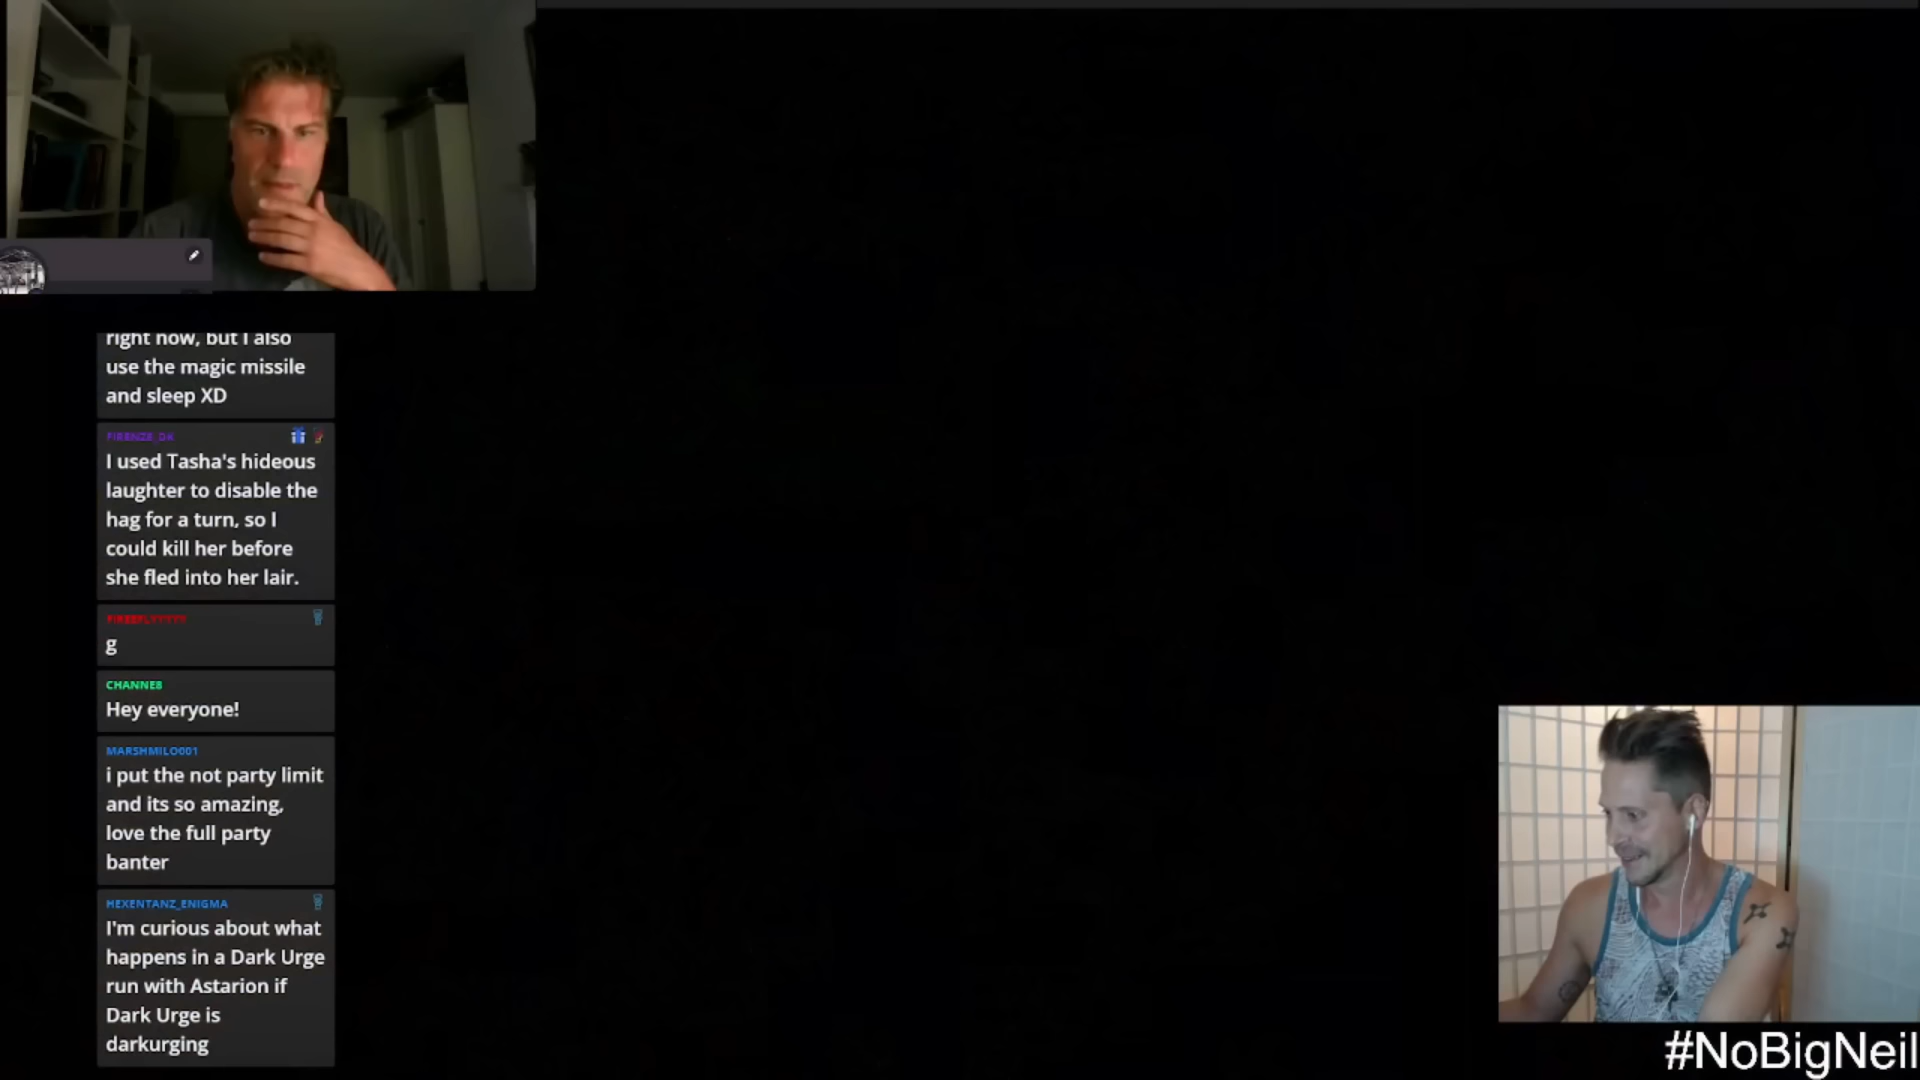 right now, but I also
use the magic missile
and sleep XD
FIRENZE_DK
I used Tasha's hideous
laughter to disable the
hag for a turn, so I
could kill her before
she fled into her lair.
g
CHANNE8
Hey everyone!
MARSHMILO001
i put the not party limit
and its so amazing,
love the full party
banter
HEXENTANZ_ENIGMA
I'm curious about what
happens in a Dark Urge
run with Astarion if
Dark Urge is
darkurging
#NoBigNeil